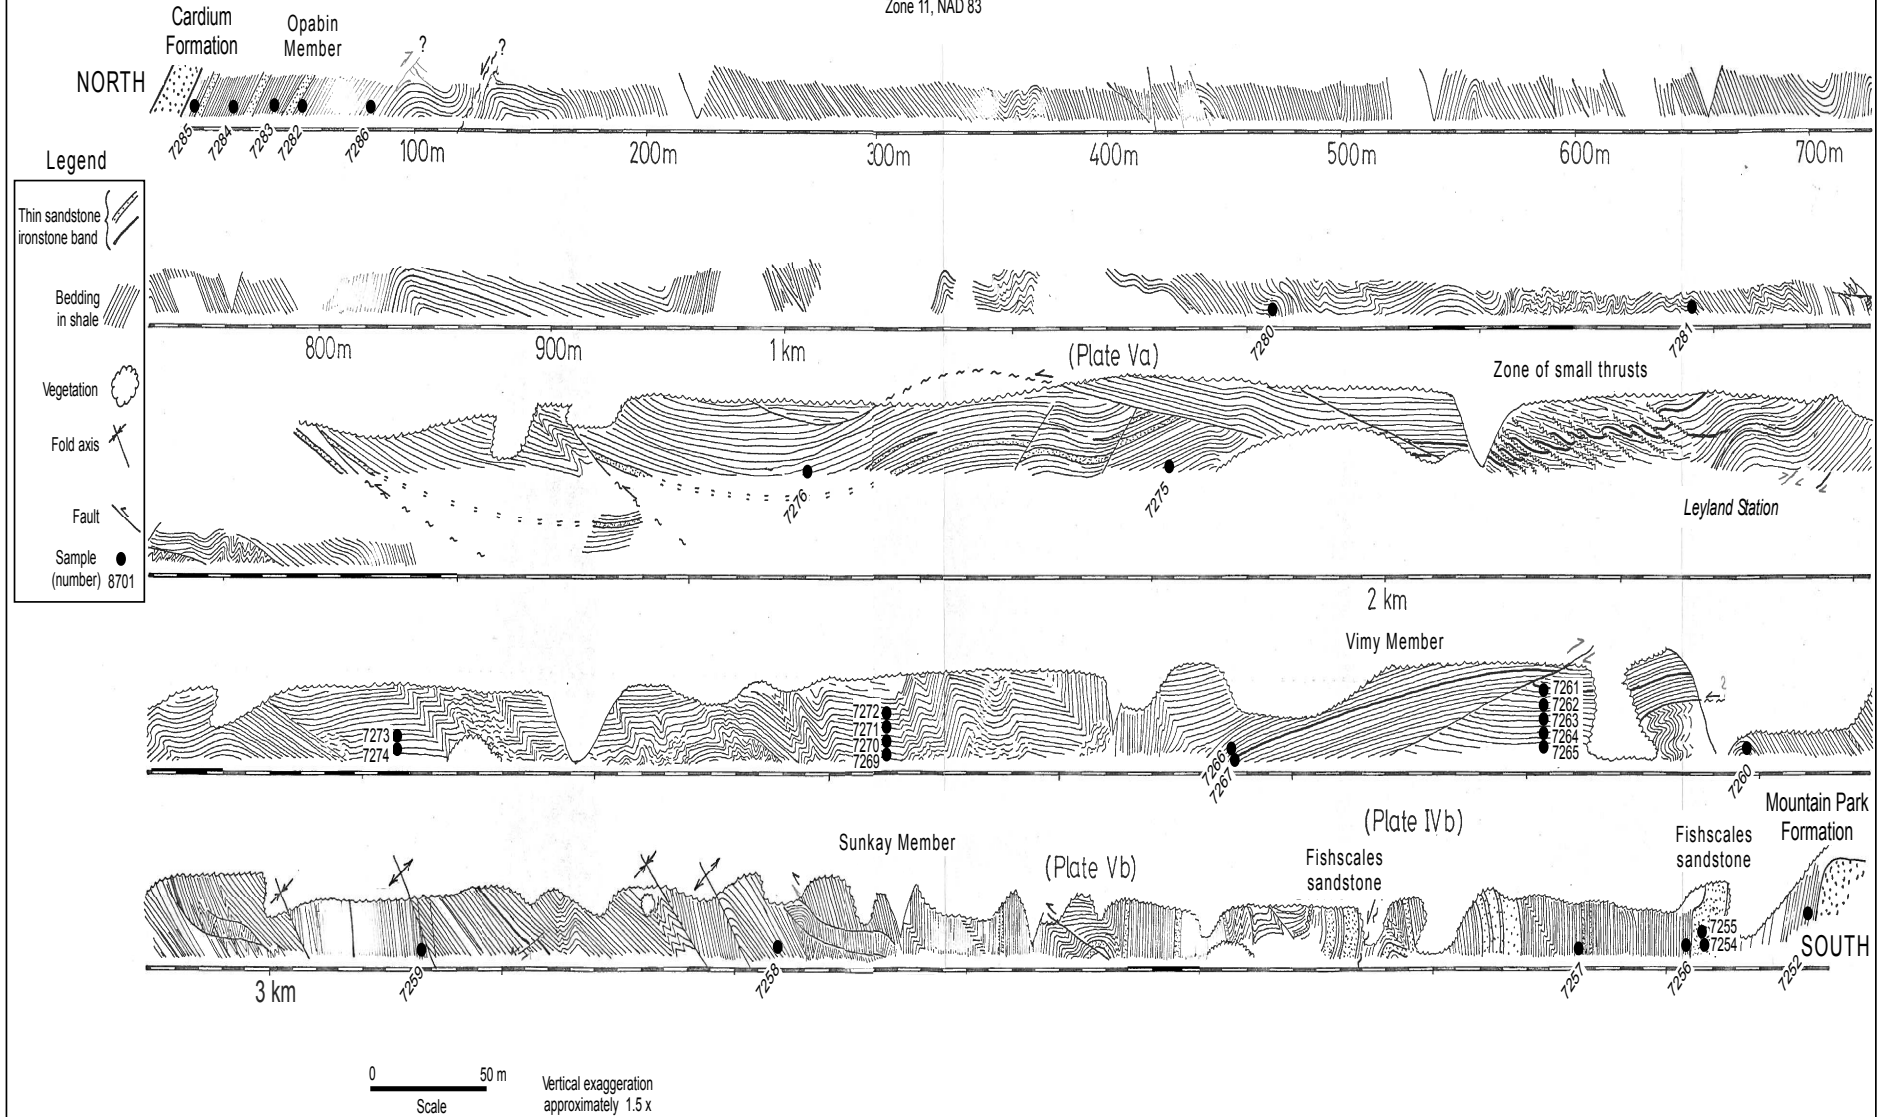 Zone 11, NAD 83
Cardium
Formation
Opabin
Member
?
?
NORTH
7285
7284
7283
7282
7286
100m
200m
300m
400m
500m
600m
700m
Legend
Thin sandstone
ironstone band
Bedding
in shale
Vegetation
Fold axis
Fault
Sample
(number) 8701
800m
900m
1 km
7280
7281
(Plate Va)
Zone of small thrusts
7276
7275
Leyland Station
2 km
Vimy Member
7273
7274
7272
7271
7270
7269
7266
7267
7261
7262
7263
7264
7265
?
7260
Mountain Park
Formation
(Plate IVb)
Sunkay Member
(Plate Vb)
Fishscales
sandstone
Fishscales
sandstone
7255
7254
SOUTH
3 km
7259
7258
7257
7256
7252
0 50 m
Scale
Vertical exaggeration
approximately 1.5 x